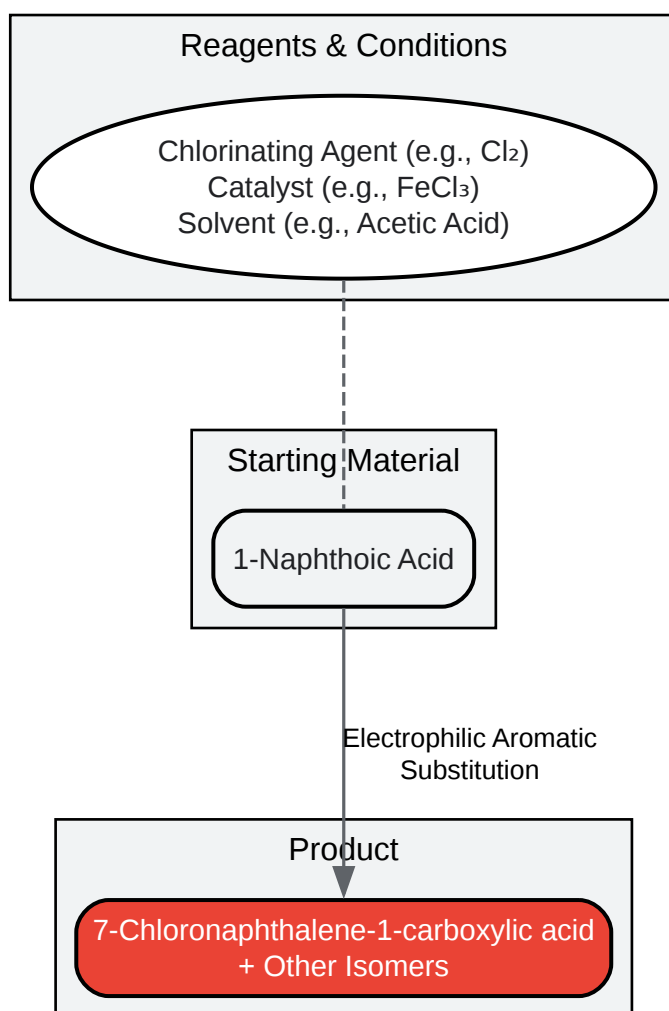 Reagents & Conditions
Chlorinating Agent (e.g., Cl₂)
Catalyst (e.g., FeCl₃)
Solvent (e.g., Acetic Acid)
Starting Material
1-Naphthoic Acid
Electrophilic Aromatic
Substitution
Product
7-Chloronaphthalene-1-carboxylic acid
+ Other Isomers